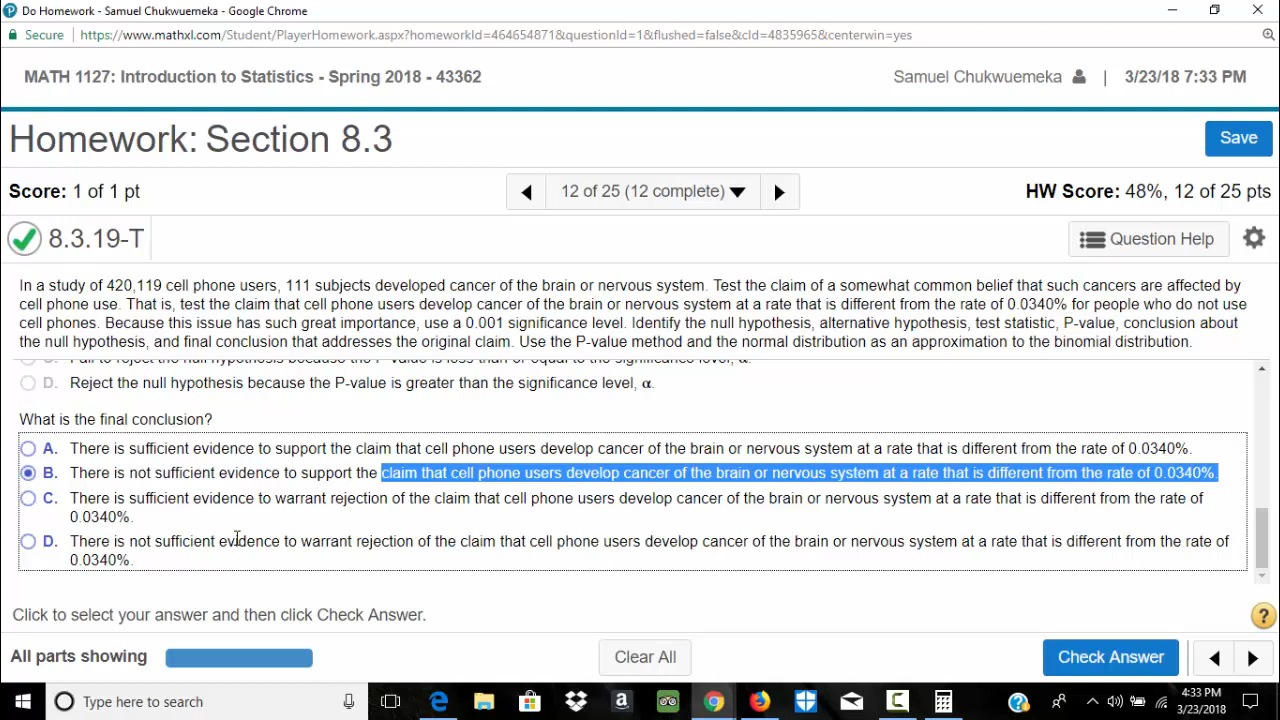 Do Homework - Samuel Chukwuemeka - Google Chrome
Secure https://www.mathxl.com/Student/PlayerHomework.aspx?homeworkId=464654871&questionId=1&flushed=false&cId=4835965&centerwin=yes
MATH 1127: Introduction to Statistics - Spring 2018 - 43362 Samuel Chukwuemeka | 3/23/18 7:33 PM
Homework: Section 8.3 Save
Score: 1 of 1 pt 12 of 25 (12 complete) HW Score: 48%, 12 of 25 pts
8.3.19-T Question Help
In a study of 420,119 cell phone users, 111 subjects developed cancer of the brain or nervous system. Test the claim of a somewhat common belief that such cancers are affected by
cell phone use. That is, test the claim that cell phone users develop cancer of the brain or nervous system at a rate that is different from the rate of 0.0340% for people who do not use
cell phones. Because this issue has such great importance, use a 0.001 significance level. Identify the null hypothesis, alternative hypothesis, test statistic, P-value, conclusion about
the null hypothesis, and final conclusion that addresses the original claim. Use the P-value method and the normal distribution as an approximation to the binomial distribution.
Fail to reject the null hypothesis because the P-value is less than or equal to the significance level, α.
D. Reject the null hypothesis because the P-value is greater than the significance level, α.
What is the final conclusion?
A. There is sufficient evidence to support the claim that cell phone users develop cancer of the brain or nervous system at a rate that is different from the rate of 0.0340%.
B. There is not sufficient evidence to support the claim that cell phone users develop cancer of the brain or nervous system at a rate that is different from the rate of 0.0340%.
C. There is sufficient evidence to warrant rejection of the claim that cell phone users develop cancer of the brain or nervous system at a rate that is different from the rate of
0.0340%.
D. There is not sufficient evidence to warrant rejection of the claim that cell phone users develop cancer of the brain or nervous system at a rate that is different from the rate of
0.0340%.
Click to select your answer and then click Check Answer. ?
All parts showing Clear All Check Answer
Type here to search 4:33 PM
3/23/2018